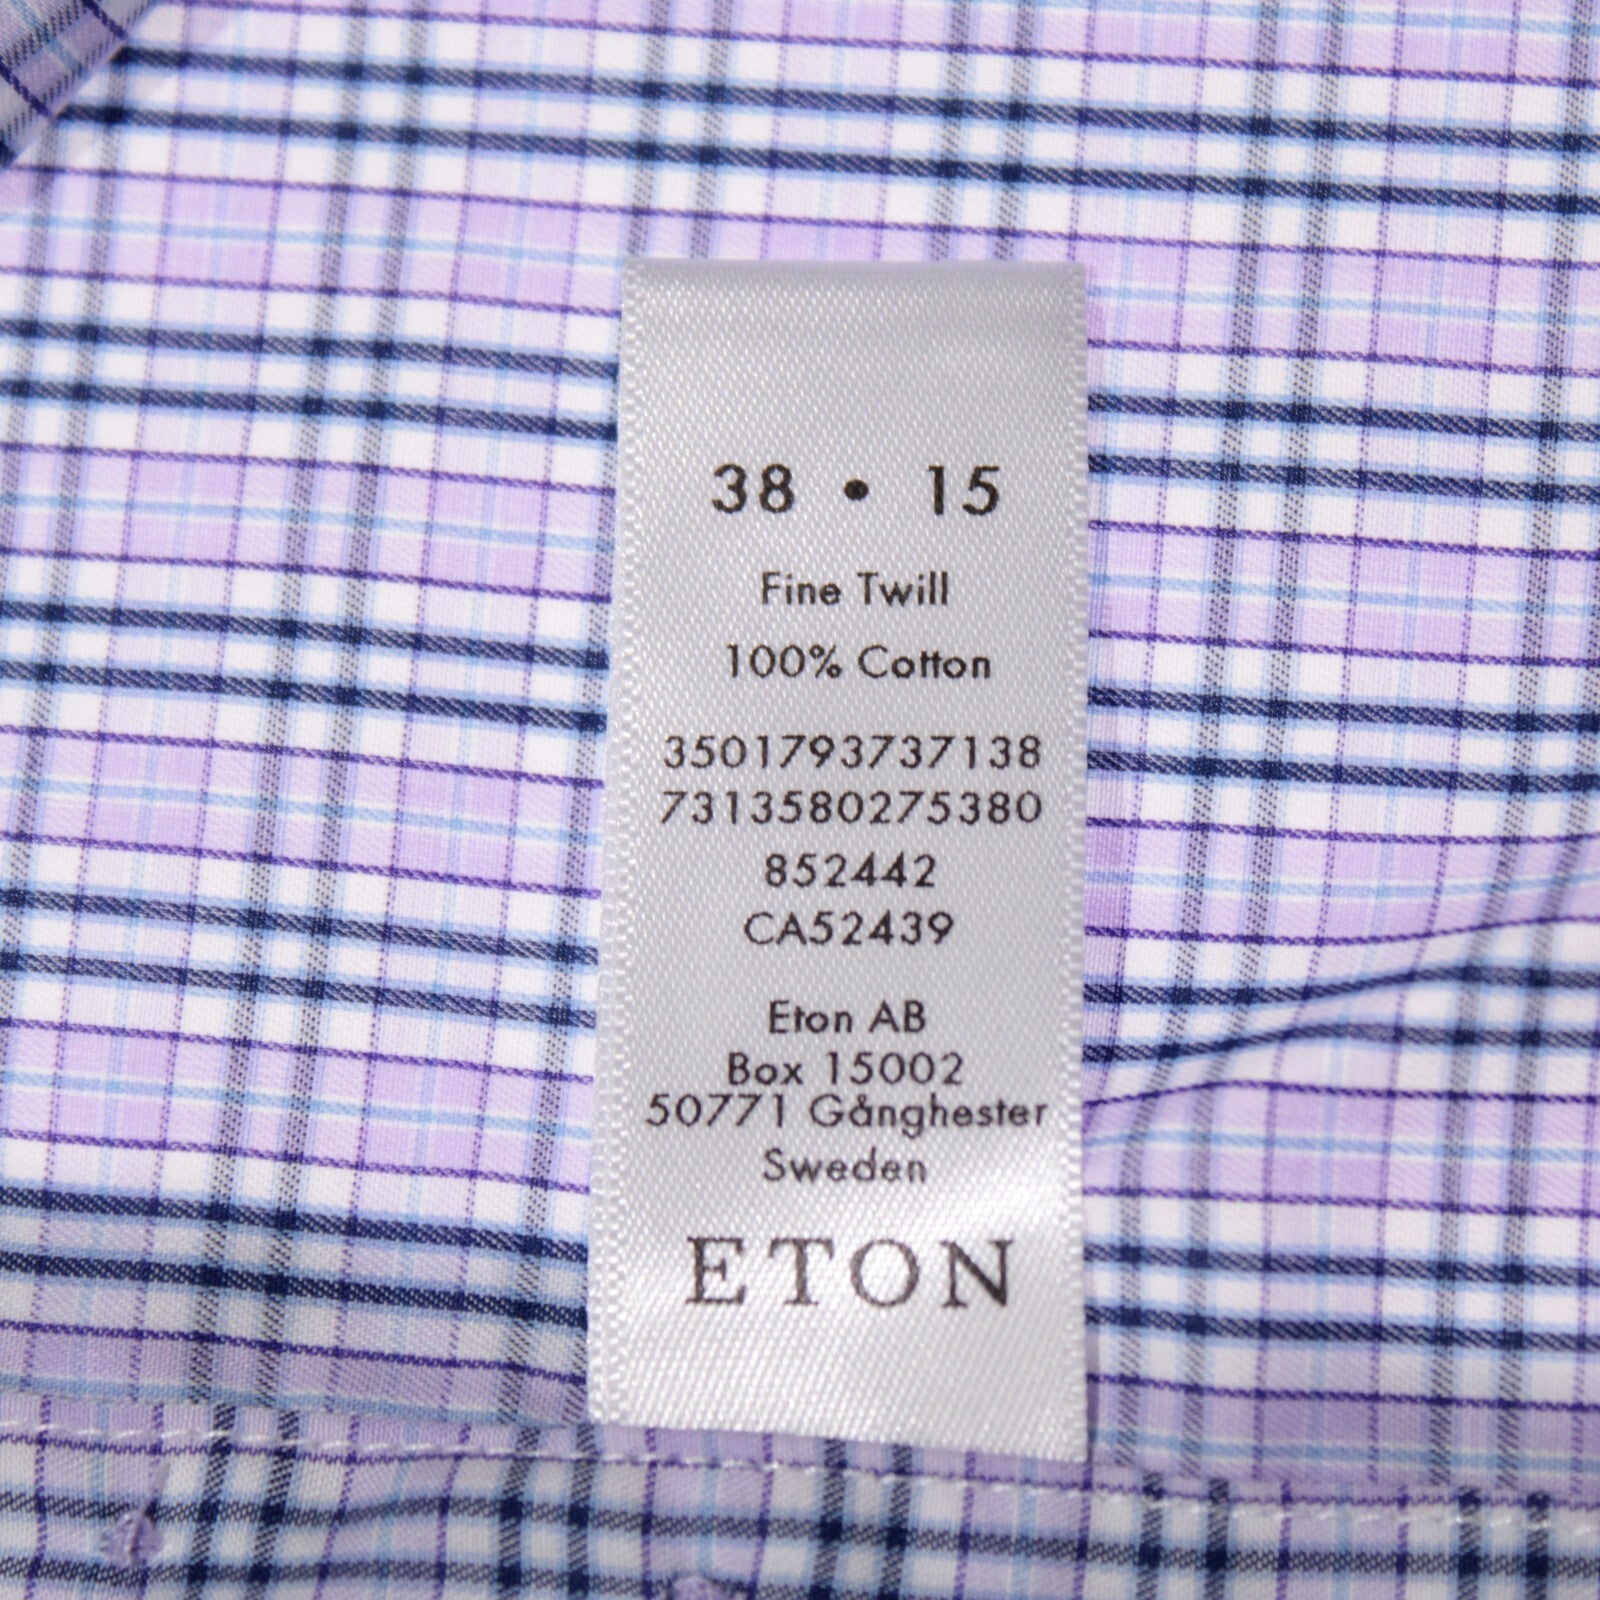 38 • 15
Fine Twill
100% Cotton
3501793737138
7313580275380
852442
CA52439
Eton AB
Box 15002
50771 Gånghester
Sweden
ETON